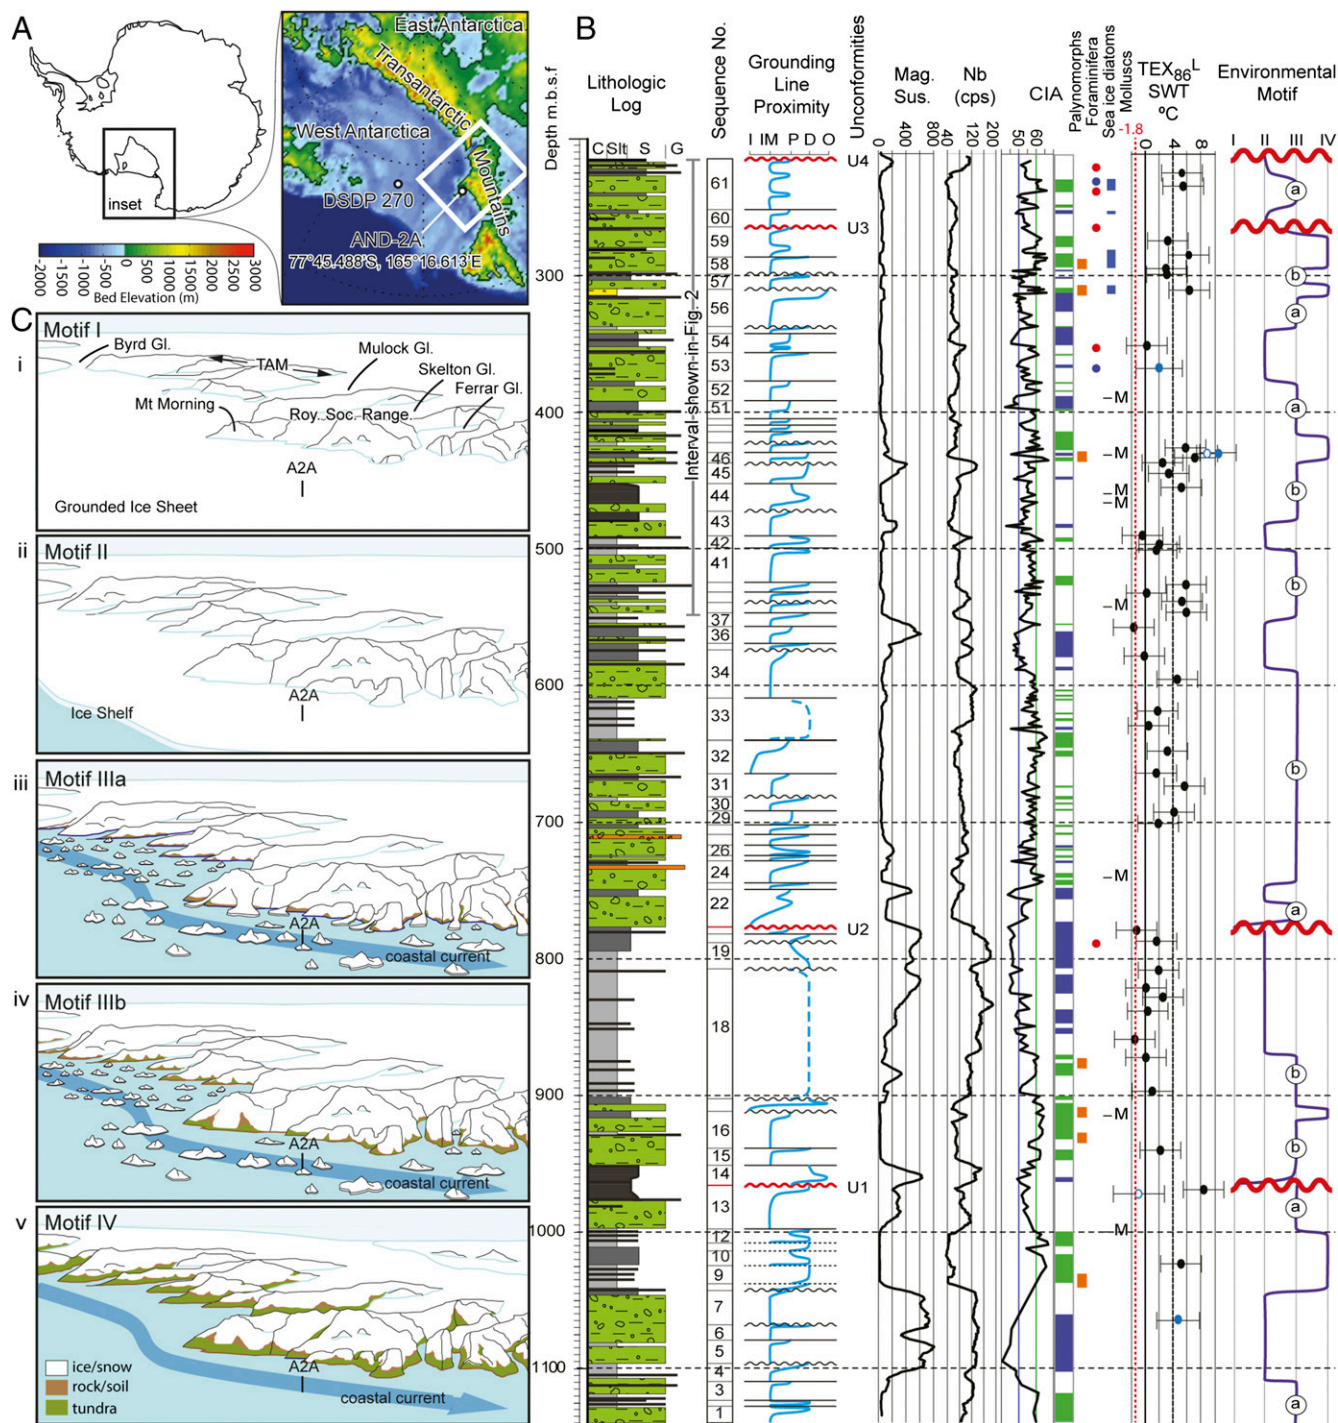 A
East Antarctica
Transantarctic
Mountains
West Antarctica
DSDP 270
AND-2A
77°45.488'S, 165°16.613'E
inset
-2000
-1500
-1000
-500
0
500
1000
1500
2000
2500
3000
Bed Elevation (m)
C
Motif I
i
Byrd Gl.
TAM
Mulock Gl.
Skelton Gl.
Ferrar Gl.
Mt Morning
Roy. Soc. Range
A2A
Grounded Ice Sheet
ii
Motif II
A2A
Ice Shelf
iii
Motif IIIa
A2A
coastal current
iv
Motif IIIb
A2A
coastal current
v
Motif IV
A2A
coastal current
ice/snow
rock/soil
tundra
B
Depth m.b.s.f
Lithologic
Log
C Slt S G
Sequence No.
Grounding
Line
Proximity
I IM P D O
Unconformities
Mag.
Sus.
400
800
Nb
(cps)
40
120
200
CIA
50
60
Palynomorphs
Foraminifera
Sea ice diatoms
Molluscs
-1.8
TEX86L
SWT
°C
0 4 8
Environmental
Motif
I II III IV
300
400
500
600
700
800
900
1000
1100
Interval shown in Fig. 2
61
60
59
58
57
56
54
53
52
51
46
45
44
43
42
41
37
36
34
33
32
31
30
29
26
24
22
19
18
16
15
14
13
12
10
9
7
6
5
4
3
1
U4
U3
U2
U1
M
M
M
M
M
M
M
M
a
b
a
a
b
b
b
a
b
b
a
a